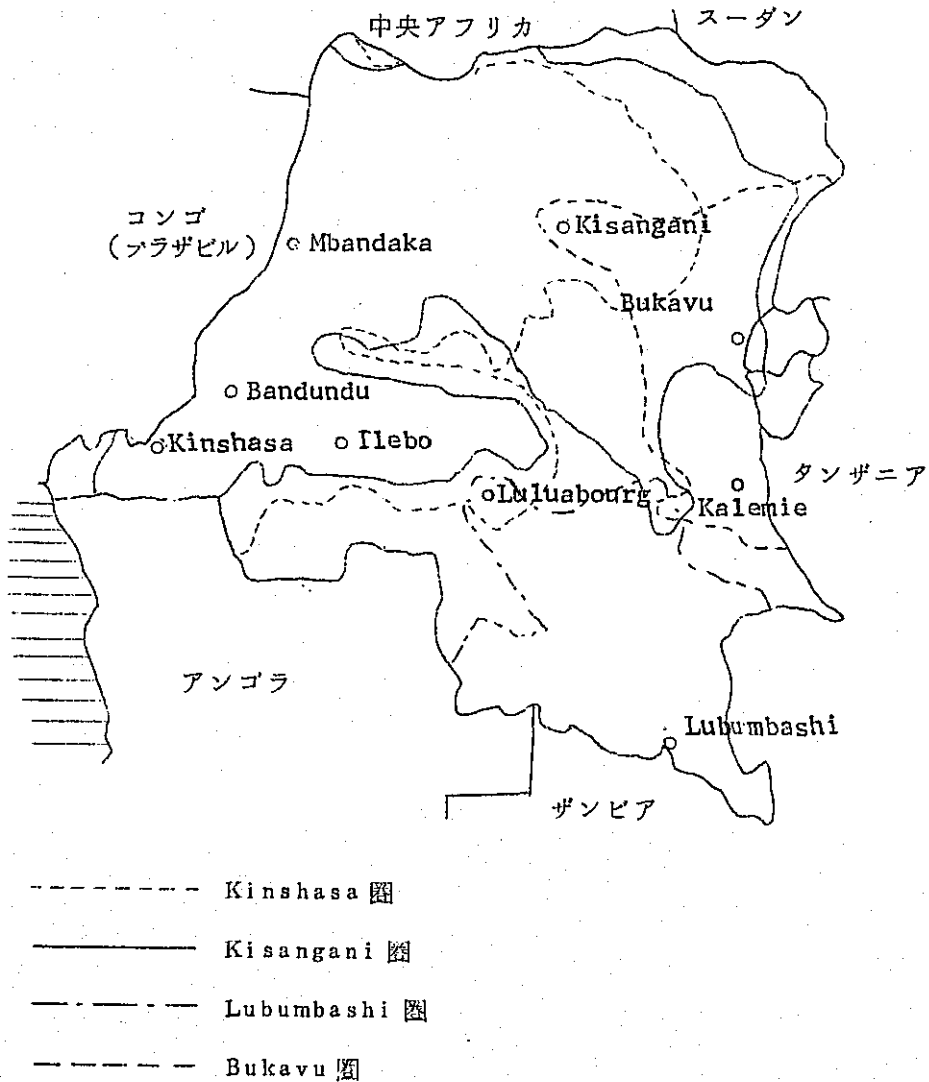 中央アフリカ
スーダン
コンゴ
(ブラザビル)
Mbandaka
Kisangani
Bukavu
Bandundu
Kinshasa
Ilebo
Luluabourg
Kalemie
タンザニア
アンゴラ
Lubumbashi
ザンビア
Kinshasa 圏
Kisangani 圏
Lubumbashi 圏
Bukavu 圏